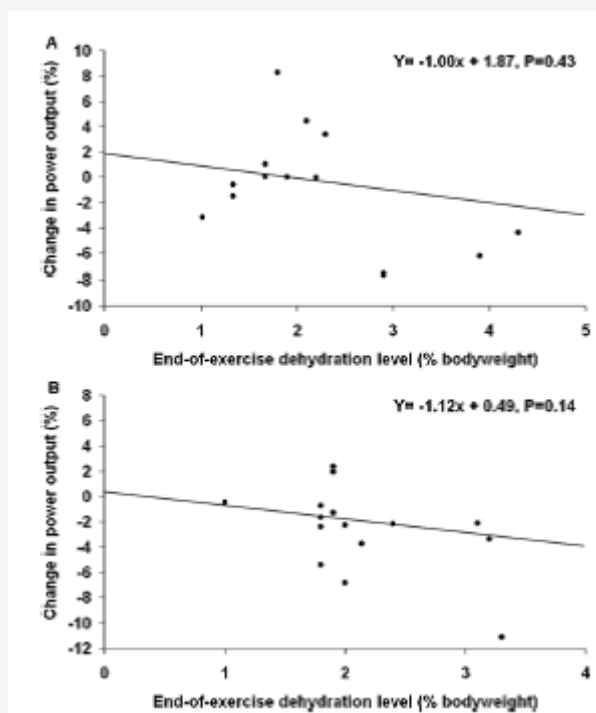 A
Y= -1.00x + 1.87, P=0.43
Change in power output (%)
10
8
6
4
2
0
-2
-4
-6
-8
-10
0 1 2 3 4 5
End-of-exercise dehydration level (% bodyweight)
B
Y= -1.12x + 0.49, P=0.14
Change in power output (%)
8
6
4
2
0
-2
-4
-6
-8
-10
-12
0 1 2 3 4
End-of-exercise dehydration level (% bodyweight)